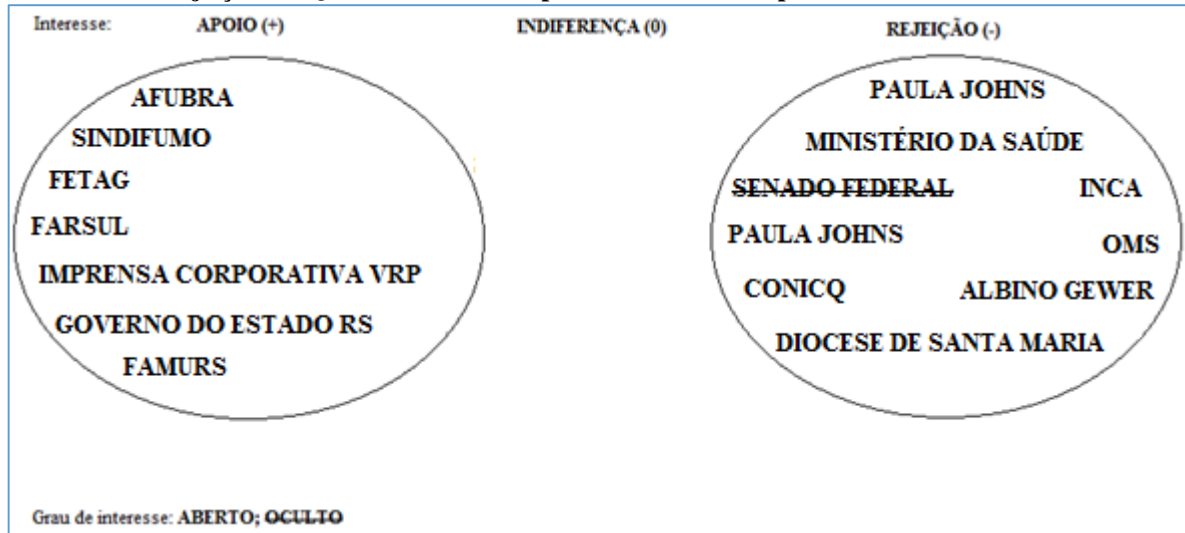 Interesse: APOIO (+) INDIFERENÇA (0) REJEIÇÃO (-)
AFUBRA
SINDIFUMO
FETAG
FARSUL
IMPRENSA CORPORATIVA VRP
GOVERNO DO ESTADO RS
FAMURS
PAULA JOHNS
MINISTÉRIO DA SAÚDE
SENADO FEDERAL INCA
PAULA JOHNS OMS
CONICQ ALBINO GEWER
DIOCESE DE SANTA MARIA
Grau de interesse: ABERTO; OCULTO